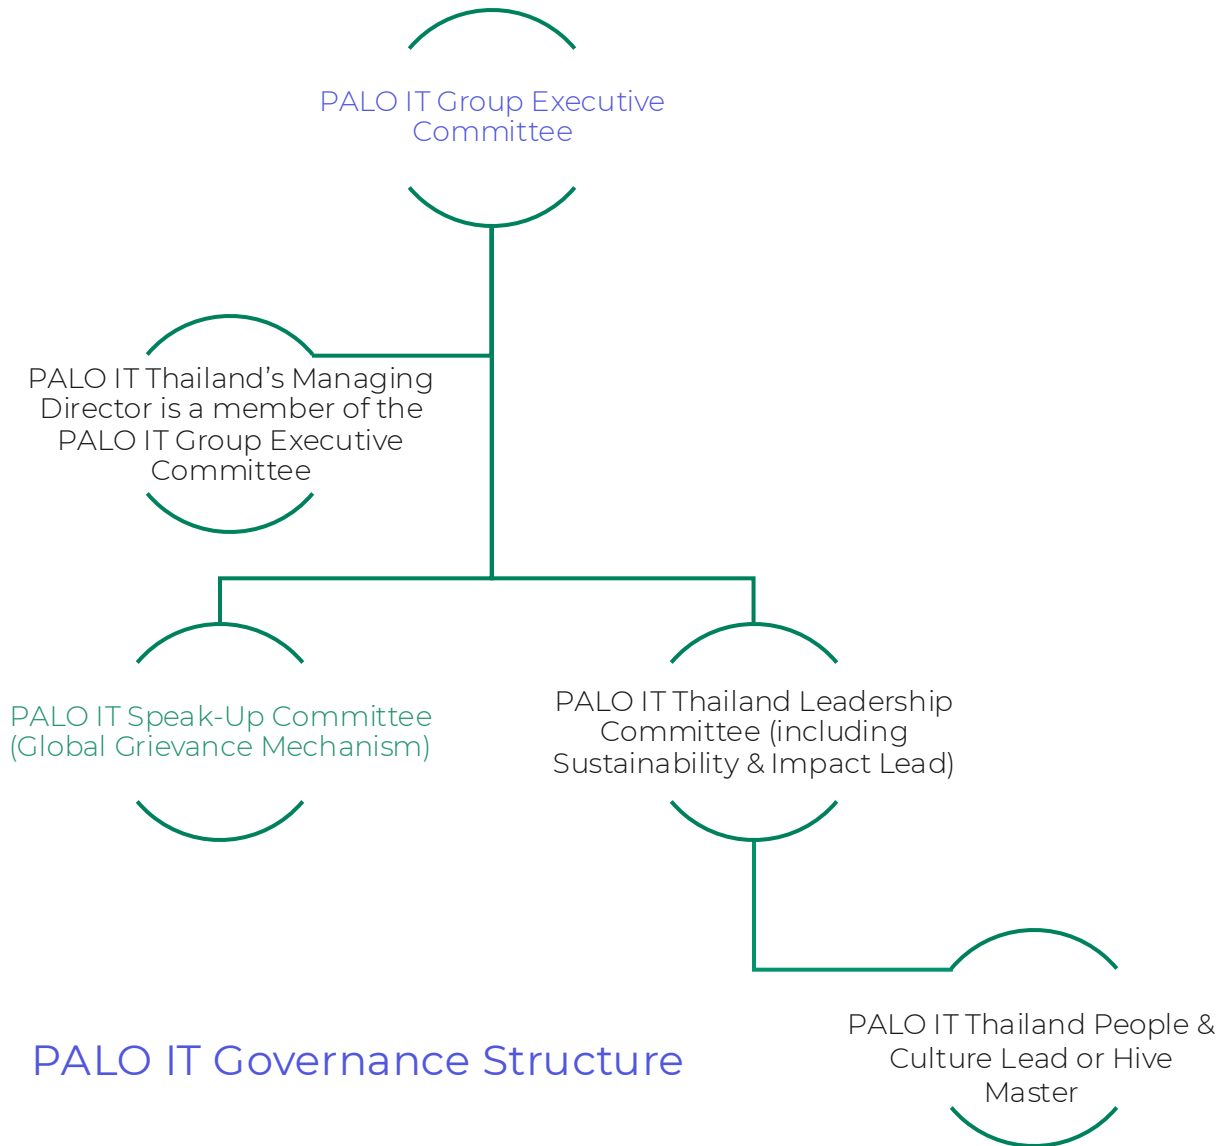 PALO IT Group Executive
Committee
PALO IT Thailand’s Managing
Director is a member of the
PALO IT Group Executive
Committee
PALO IT Speak-Up Committee
(Global Grievance Mechanism)
PALO IT Thailand Leadership
Committee (including
Sustainability & Impact Lead)
PALO IT Thailand People &
Culture Lead or Hive
Master
PALO IT Governance Structure